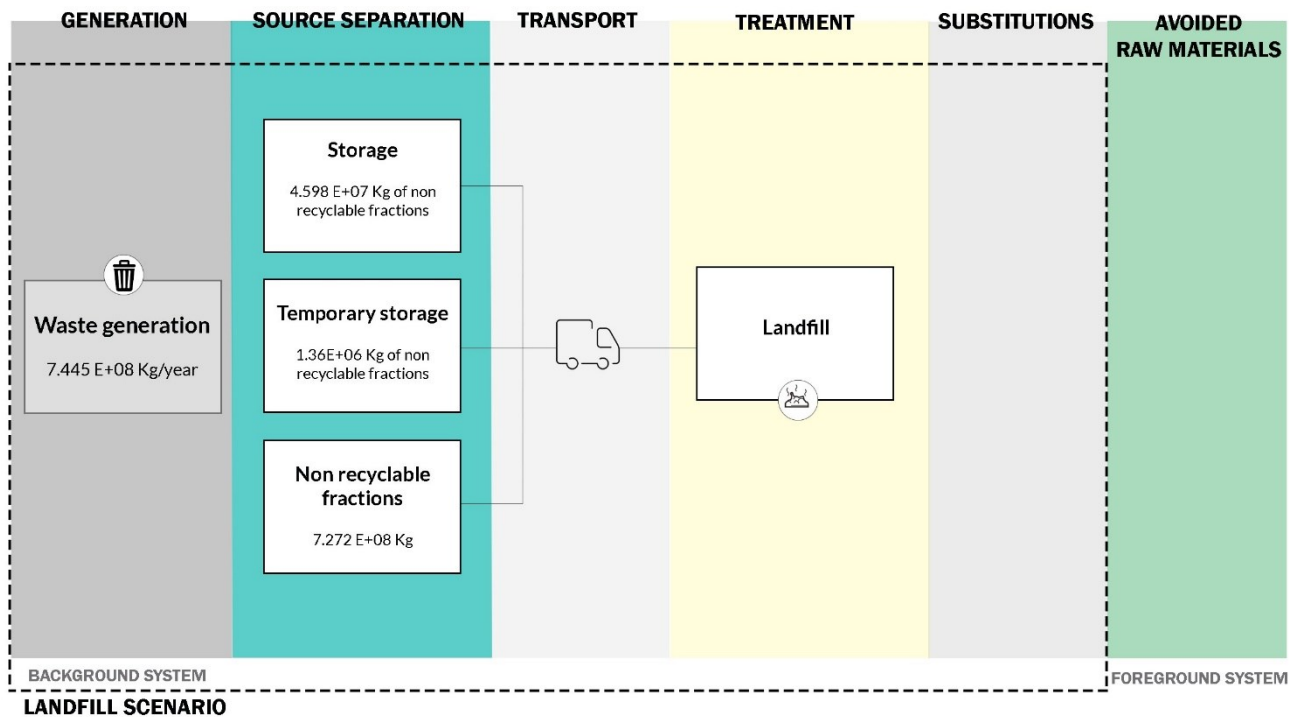 GENERATION
SOURCE SEPARATION
TRANSPORT
TREATMENT
SUBSTITUTIONS
AVOIDED
RAW MATERIALS
Waste generation
7.445 E+08 Kg/year
Storage
4.598 E+07 Kg of non
recyclable fractions
Temporary storage
1.36E+06 Kg of non
recyclable fractions
Non recyclable
fractions
7.272 E+08 Kg
Landfill
BACKGROUND SYSTEM
FOREGROUND SYSTEM
LANDFILL SCENARIO